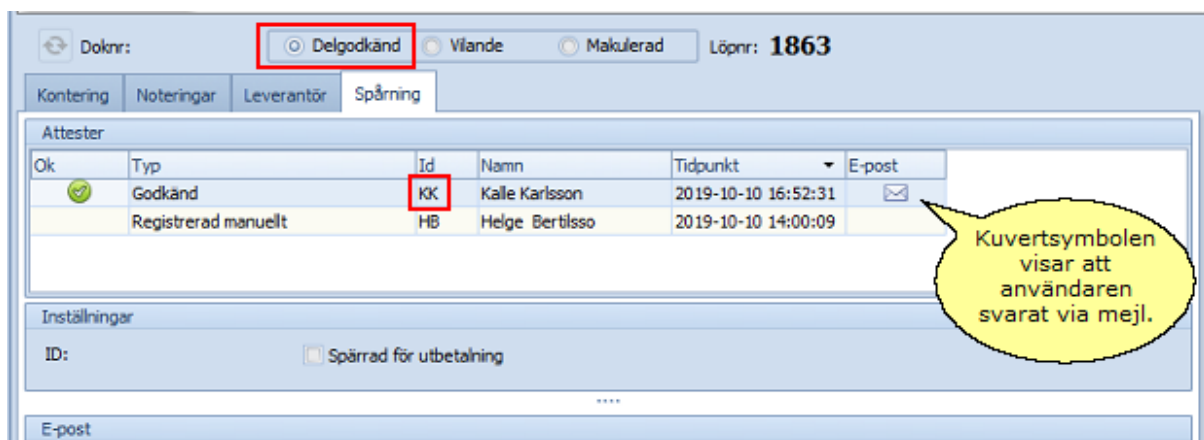 Doknr: Delgodkänd Vilande Makulerad Löpnr: 1863
Kontering Noteringar Leverantör Spårning
Attester
Ok Typ Id Namn Tidpunkt E-post
Godkänd KK Kalle Karlsson 2019-10-10 16:52:31
Registrerad manuellt HB Helge Bertilsso 2019-10-10 14:00:09
Kuvertsymbolen
visar att
användaren
svarat via mejl.
Inställningar
ID: Spärrad för utbetalning
E-post